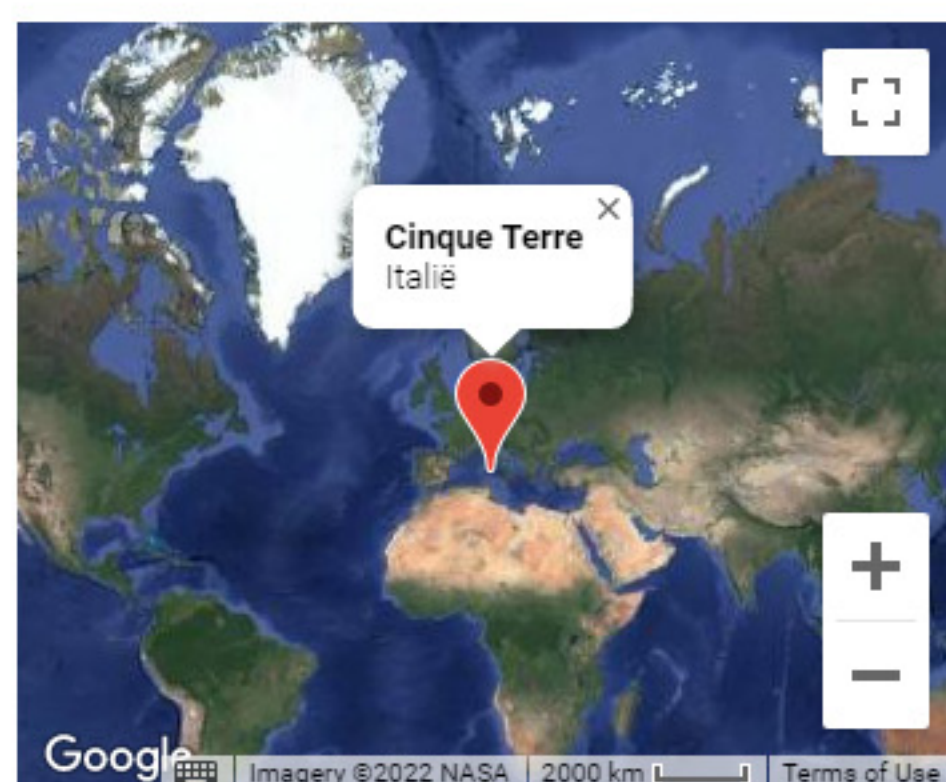 Cinque Terre
Italië
Google
Imagery ©2022 NASA
2000 km
Terms of Use